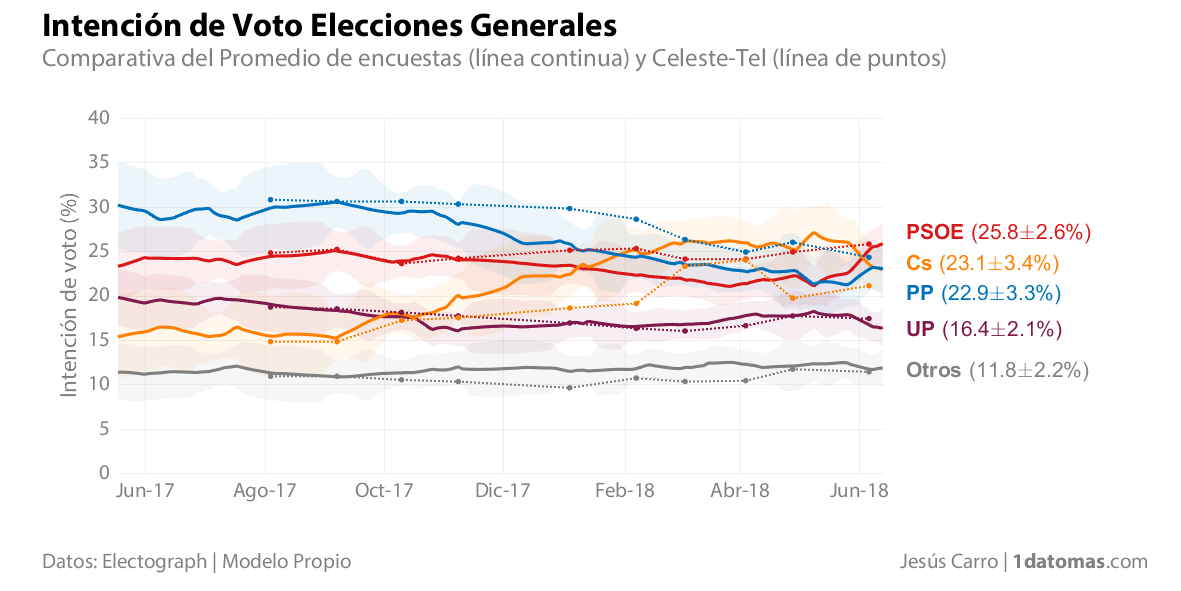 Intención de Voto Elecciones Generales
Comparativa del Promedio de encuestas (línea continua) y Celeste-Tel (línea de puntos)
Intención de voto (%)
40
35
30
25
20
15
10
5
0
Jun-17 Ago-17 Oct-17 Dic-17 Feb-18 Abr-18 Jun-18
PSOE (25.8±2.6%)
Cs (23.1±3.4%)
PP (22.9±3.3%)
UP (16.4±2.1%)
Otros (11.8±2.2%)
Datos: Electograph | Modelo Propio
Jesús Carro | 1datomas.com